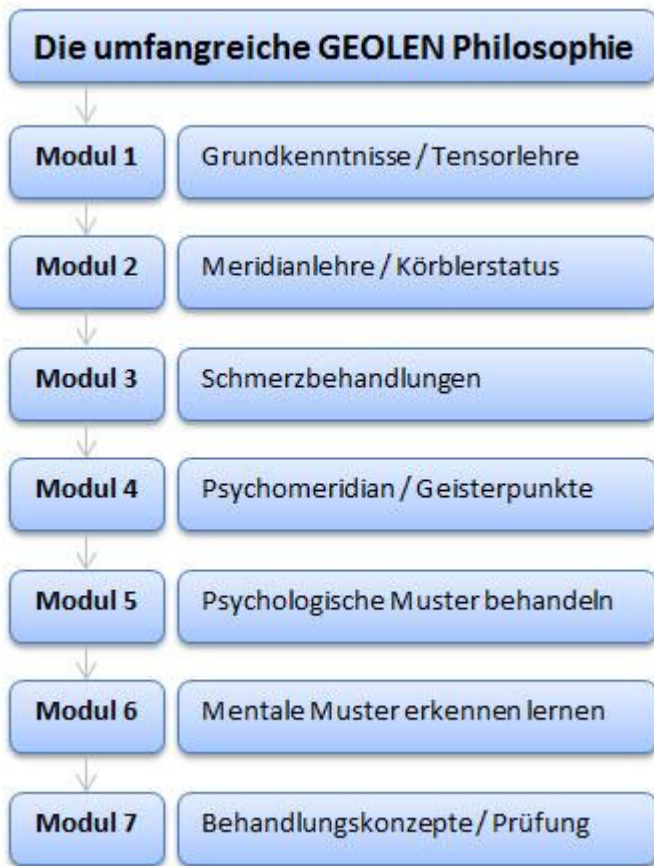 Die umfangreiche GEOLEN Philosophie
Modul 1 Grundkenntnisse / Tensorlehre
Modul 2 Meridianlehre / Körblerstatus
Modul 3 Schmerzbehandlungen
Modul 4 Psychomeridian / Geisterpunkte
Modul 5 Psychologische Muster behandeln
Modul 6 Mentale Muster erkennen lernen
Modul 7 Behandlungskonzepte / Prüfung